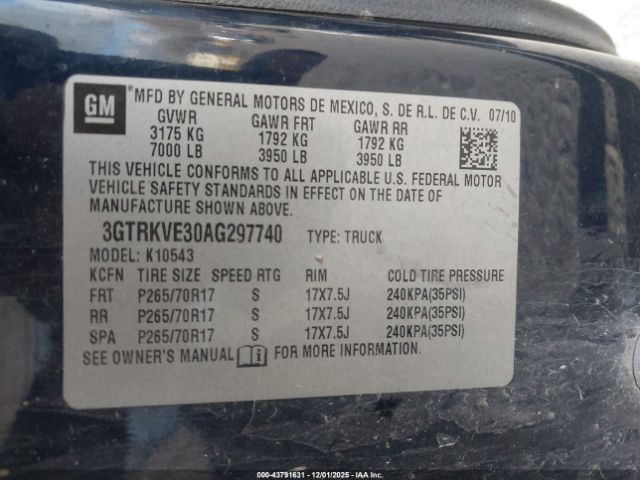 GM
*MFD BY GENERAL MOTORS DE MEXICO, S. DE R.L. DE C.V. 07/10
GVWR GAWR FRT GAWR RR
3175 KG 1792 KG 1792 KG
7000 LB 3950 LB 3950 LB
THIS VEHICLE CONFORMS TO ALL APPLICABLE U.S. FEDERAL MOTOR
VEHICLE SAFETY STANDARDS IN EFFECT ON THE DATE OF
MANUFACTURE SHOWN ABOVE.
3GTRKVE30AG297740 TYPE: TRUCK
MODEL: K10543
KCFN TIRE SIZE SPEED RTG RIM COLD TIRE PRESSURE
FRT P265/70R17 S 17X7.5J 240KPA(35PSI)
RR P265/70R17 S 17X7.5J 240KPA(35PSI)
SPA P265/70R17 S 17X7.5J 240KPA(35PSI)
SEE OWNER'S MANUAL FOR MORE INFORMATION.
000-43791631 - 12/01/2025 - IAAI.COM